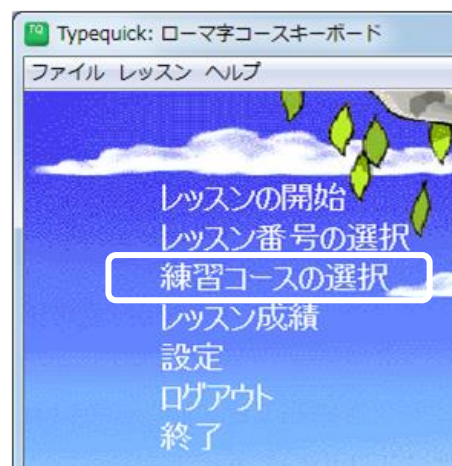 TQ Typequick: ローマ字コースキーボード
ファイル レッスン ヘルプ
レッスンの開始
レッスン番号の選択
練習コースの選択
レッスン成績
設定
ログアウト
終了